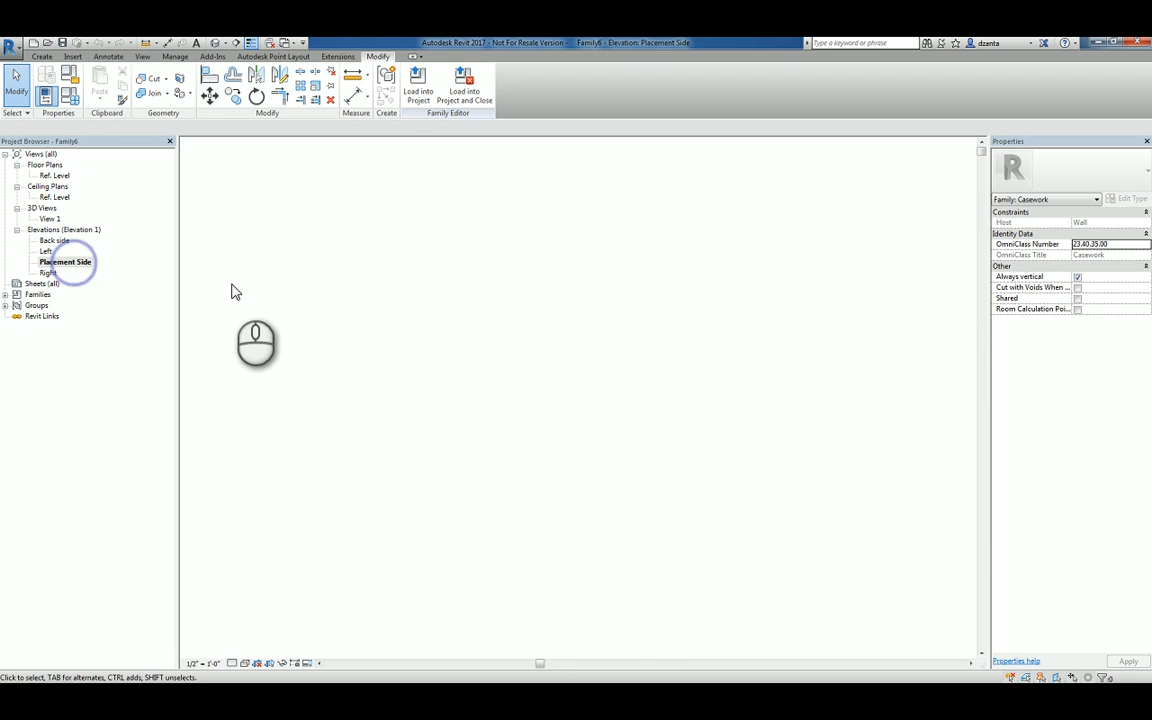 Autodesk Revit 2017 - Not For Resale Version - Family6 - Elevation: Placement Side
Type a keyword or phrase
dzanta
Create Insert Annotate View Manage Add-Ins Autodesk Point Layout Extensions Modify
Modify
Paste
Cut
Join
Load into Project
Load into Project and Close
Select Properties Clipboard Geometry Modify Measure Create Family Editor
Project Browser - Family6
Views (all)
Floor Plans
Ref. Level
Ceiling Plans
Ref. Level
3D Views
View 1
Elevations (Elevation 1)
Back side
Left
Placement Side
Right
Sheets (all)
Families
Groups
Revit Links
Properties
R
Family: Casework
Edit Type
Constraints
Host Wall
Identity Data
OmniClass Number 23.40.35.00
OmniClass Title Casework
Other
Always vertical
Cut with Voids When ...
Shared
Room Calculation Poi...
Properties help
Apply
1/2" = 1'-0"
Click to select, TAB for alternates, CTRL adds, SHIFT unselects.
:0